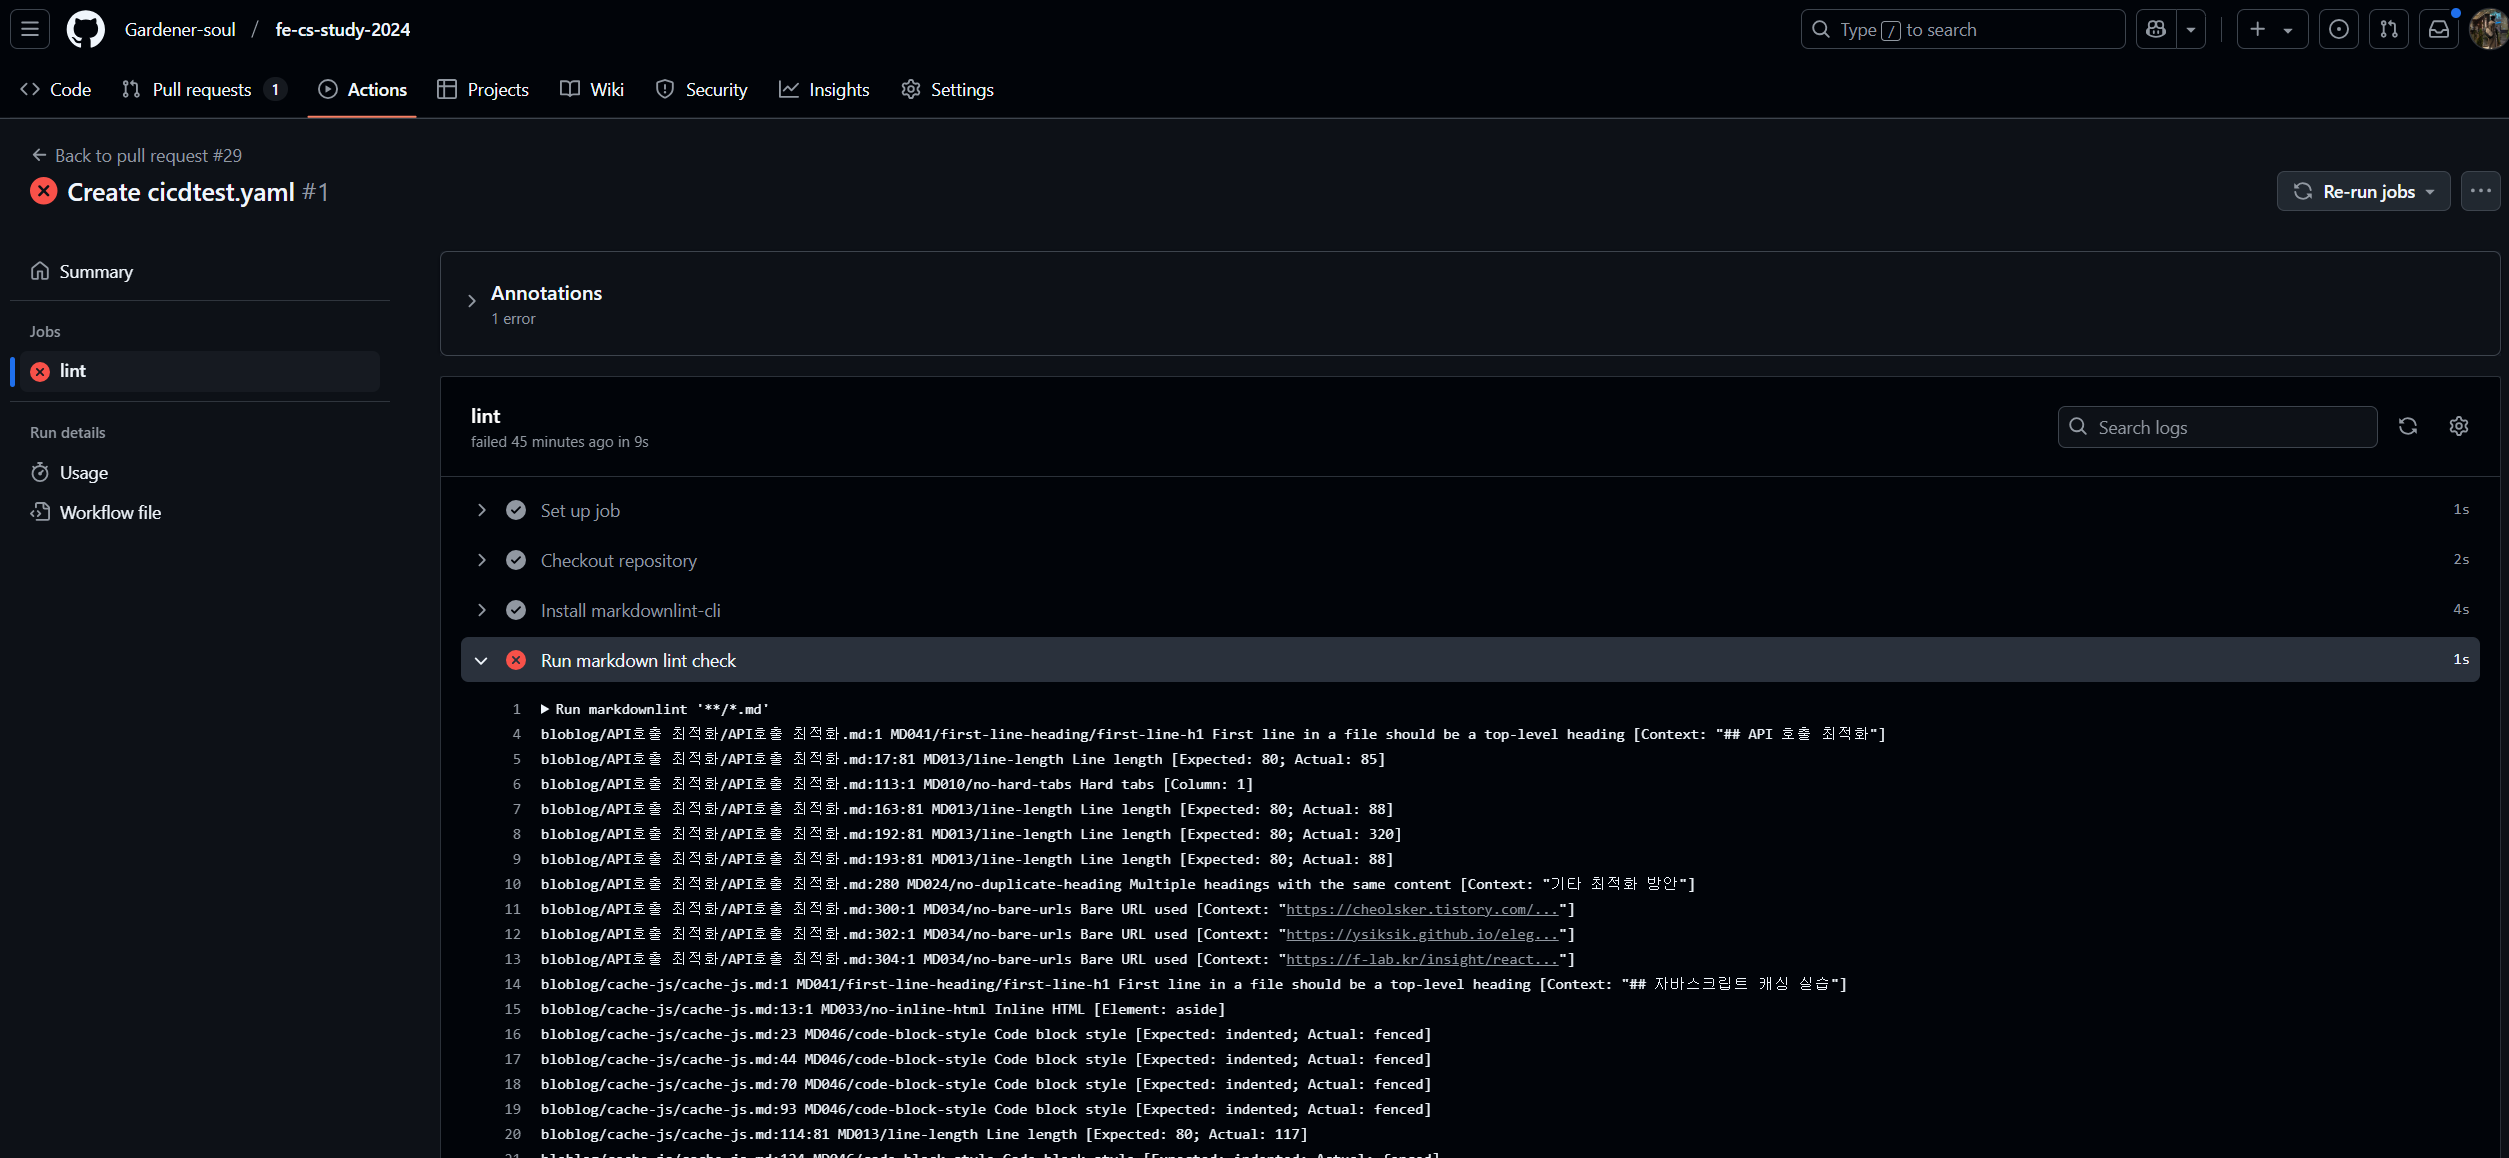 Gardener-soul / fe-cs-study-2024
Type / to search
Code
Pull requests 1
Actions
Projects
Wiki
Security
Insights
Settings
Back to pull request #29
Create cicdtest.yaml #1
Re-run jobs
Summary
Jobs
lint
Run details
Usage
Workflow file
Annotations
1 error
lint
failed 45 minutes ago in 9s
Search logs
Set up job 1s
Checkout repository 2s
Install markdownlint-cli 4s
Run markdown lint check 1s
1 Run markdownlint '**/*.md'
4 bloblog/API호출 최적화/API호출 최적화.md:1 MD041/first-line-heading/first-line-h1 First line in a file should be a top-level heading [Context: "## API 호출 최적화"]
5 bloblog/API호출 최적화/API호출 최적화.md:17:81 MD013/line-length Line length [Expected: 80; Actual: 85]
6 bloblog/API호출 최적화/API호출 최적화.md:113:1 MD010/no-hard-tabs Hard tabs [Column: 1]
7 bloblog/API호출 최적화/API호출 최적화.md:163:81 MD013/line-length Line length [Expected: 80; Actual: 88]
8 bloblog/API호출 최적화/API호출 최적화.md:192:81 MD013/line-length Line length [Expected: 80; Actual: 320]
9 bloblog/API호출 최적화/API호출 최적화.md:193:81 MD013/line-length Line length [Expected: 80; Actual: 88]
10 bloblog/API호출 최적화/API호출 최적화.md:280 MD024/no-duplicate-heading Multiple headings with the same content [Context: "기타 최적화 방안"]
11 bloblog/API호출 최적화/API호출 최적화.md:300:1 MD034/no-bare-urls Bare URL used [Context: "https://cheolsker.tistory.com/..."]
12 bloblog/API호출 최적화/API호출 최적화.md:302:1 MD034/no-bare-urls Bare URL used [Context: "https://ysiksik.github.io/eleg..."]
13 bloblog/API호출 최적화/API호출 최적화.md:304:1 MD034/no-bare-urls Bare URL used [Context: "https://f-lab.kr/insight/react..."]
14 bloblog/cache-js/cache-js.md:1 MD041/first-line-heading/first-line-h1 First line in a file should be a top-level heading [Context: "## 자바스크립트 캐싱 실습"]
15 bloblog/cache-js/cache-js.md:13:1 MD033/no-inline-html Inline HTML [Element: aside]
16 bloblog/cache-js/cache-js.md:23 MD046/code-block-style Code block style [Expected: indented; Actual: fenced]
17 bloblog/cache-js/cache-js.md:44 MD046/code-block-style Code block style [Expected: indented; Actual: fenced]
18 bloblog/cache-js/cache-js.md:70 MD046/code-block-style Code block style [Expected: indented; Actual: fenced]
19 bloblog/cache-js/cache-js.md:93 MD046/code-block-style Code block style [Expected: indented; Actual: fenced]
20 bloblog/cache-js/cache-js.md:114:81 MD013/line-length Line length [Expected: 80; Actual: 117]
21 bloblog/cache-js/cache-js.md:124 MD046/code-block-style Code block style [Expected: indented; Actual: fenced]